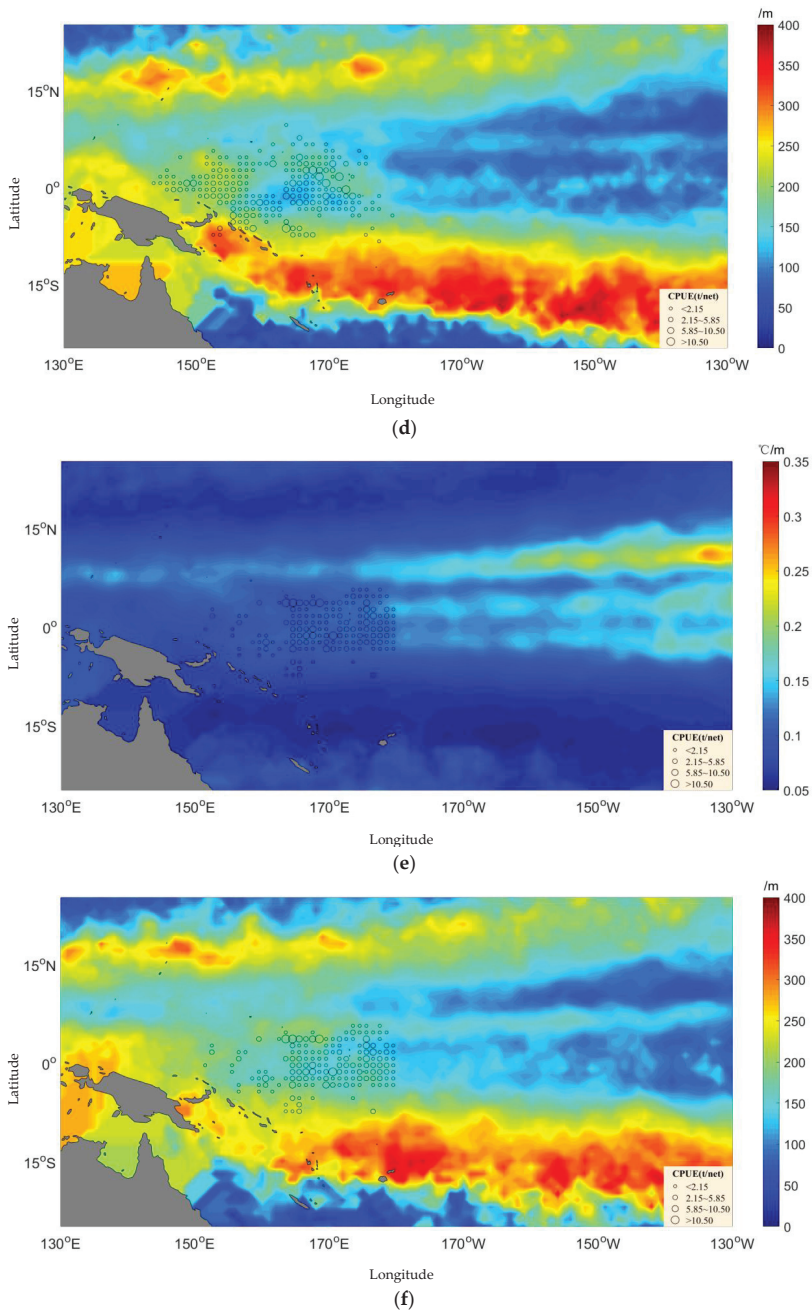 /m
400
350
300
250
200
150
100
50
0
15°N
0°
15°S
Latitude
CPUE(t/net)
<2.15
2.15~5.85
5.85~10.50
>10.50
130°E 150°E 170°E 170°W 150°W 130°W
Longitude
(d)
℃/m
0.35
0.3
0.25
0.2
0.15
0.1
0.05
15°N
0°
15°S
Latitude
CPUE(t/net)
<2.15
2.15~5.85
5.85~10.50
>10.50
130°E 150°E 170°E 170°W 150°W 130°W
Longitude
(e)
/m
400
350
300
250
200
150
100
50
0
15°N
0°
15°S
Latitude
CPUE(t/net)
<2.15
2.15~5.85
5.85~10.50
>10.50
130°E 150°E 170°E 170°W 150°W 130°W
Longitude
(f)